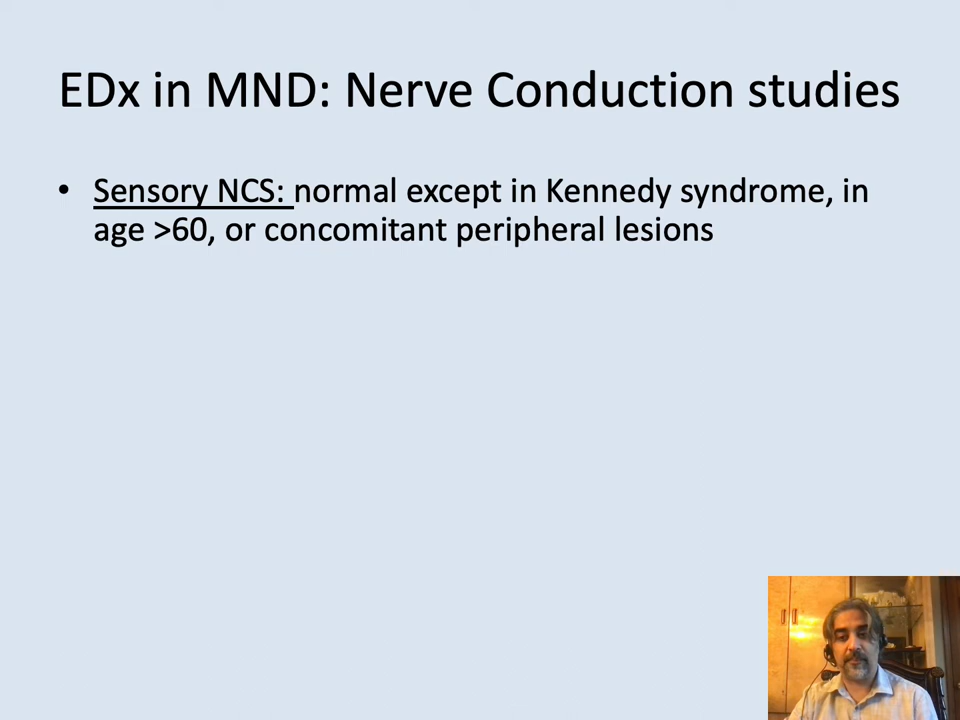 EDx in MND: Nerve Conduction studies
• Sensory NCS: normal except in Kennedy syndrome, in
age >60, or concomitant peripheral lesions